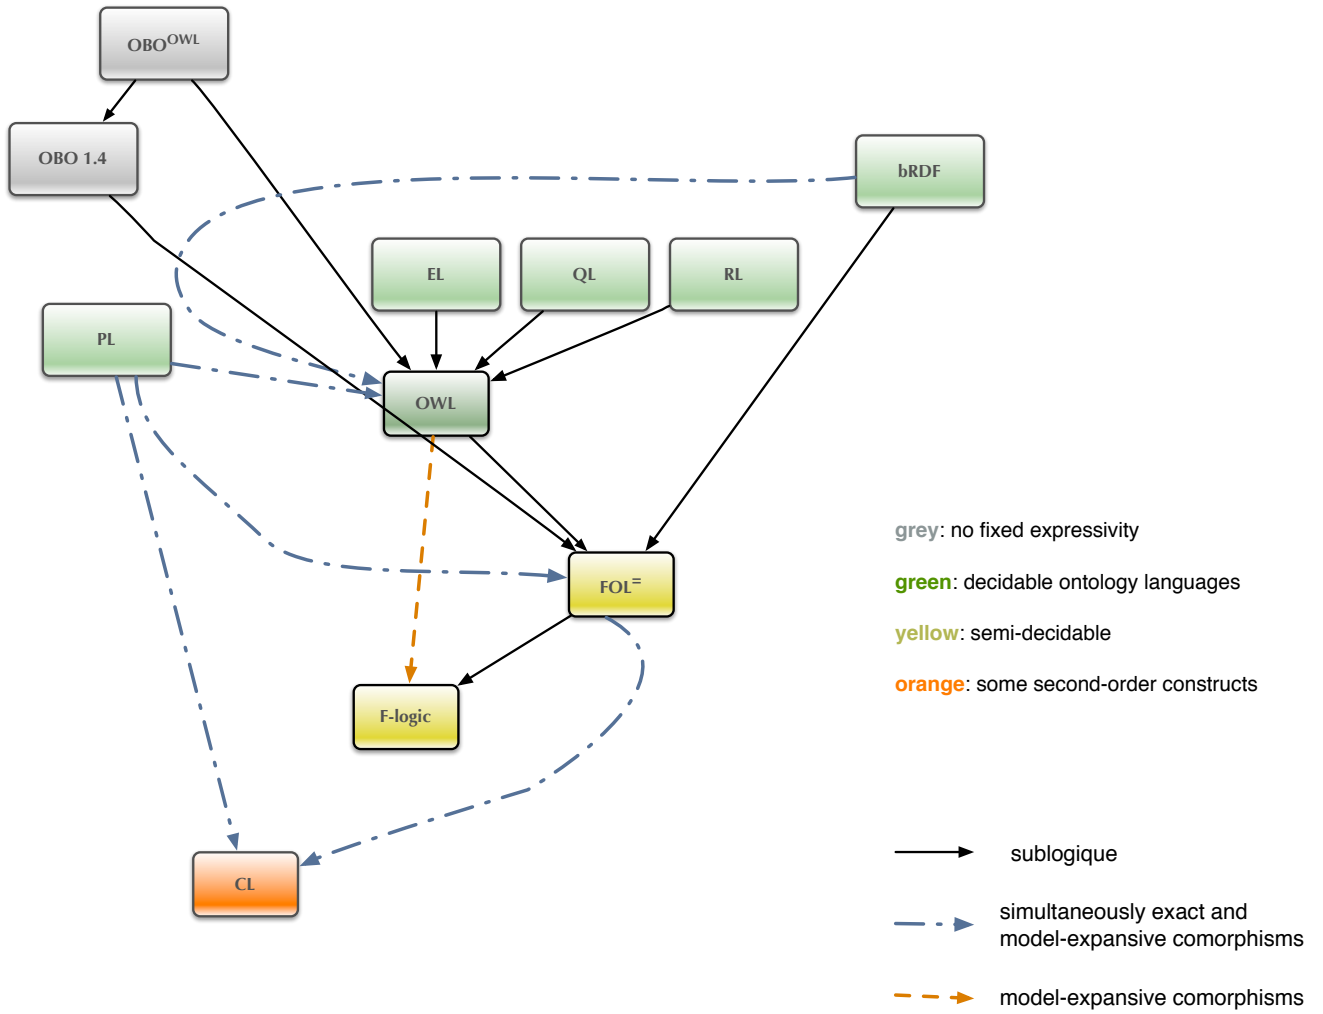 OBO^OWL
OBO 1.4
bRDF
EL
QL
RL
PL
OWL
FOL^=
F-logic
CL
grey: no fixed expressivity
green: decidable ontology languages
yellow: semi-decidable
orange: some second-order constructs
sublogique
simultaneously exact and
model-expansive comorphisms
model-expansive comorphisms